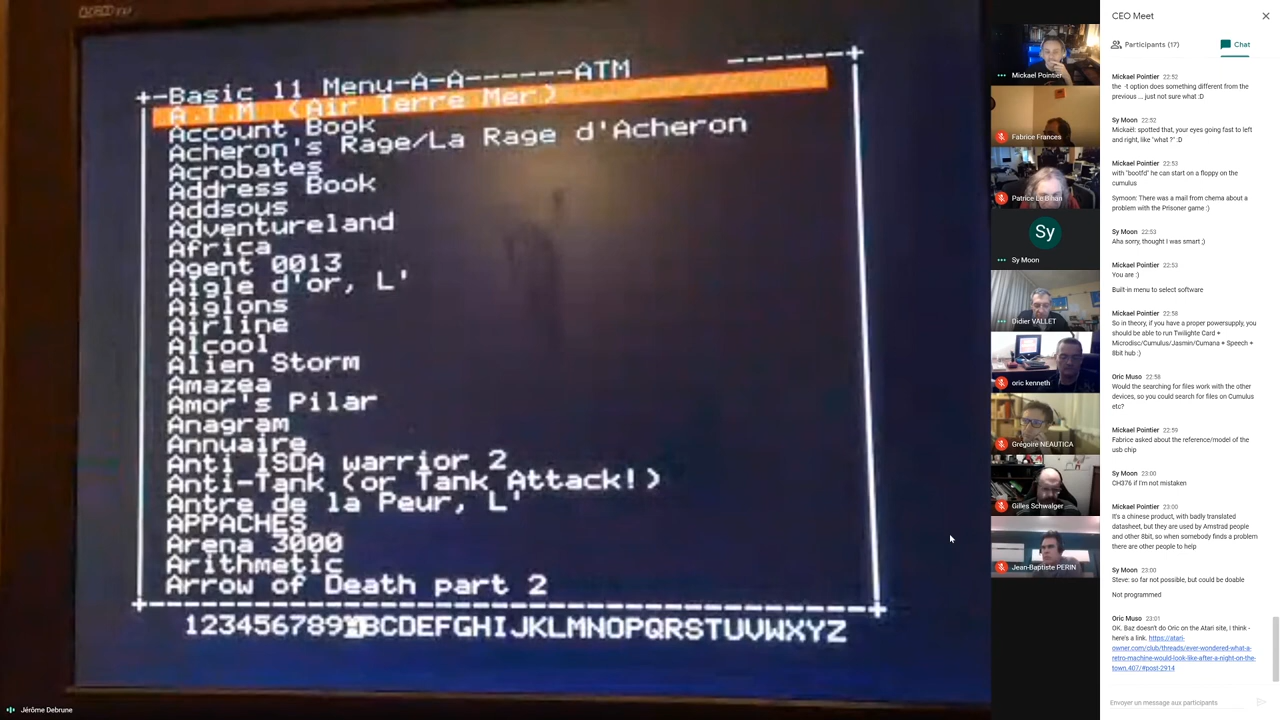 +-Basic 11 Menu-A-A------ATM ------+
A.T.M (Air Terre Mer)
Account Book
Acheron's Rage/La Rage d'Acheron
Acrobates
Address Book
Addsous
Adventureland
Africa
Agent 0013
Aigle d'or, L'
Aiglons
Airline
Alcool
Alien Storm
Amazea
Amor's Pilar
Anagram
Annuaire
Anti ISDA warrior 2
Anti-Tank (or Tank Attack!)
Antre de la Peur, L'
APPACHES
Arena 3000
Arithmetic
Arrow of Death part 2
123456789ABCDEFGHIJKLMNOPQRSTUVWXYZ
Jérôme Debrune
Mickael Pointier
Fabrice Frances
Patrice Le Bihan
Sy
Sy Moon
Didier VALLET
oric kenneth
Grégoire NEAUTICA
Gilles Schwalger
Jean-Baptiste PERIN
CEO Meet
Participants (17)
Chat
Mickael Pointier 22:52
the -t option does something different from the
previous ... just not sure what :D
Sy Moon 22:52
Mickaël: spotted that, your eyes going fast to left
and right, like "what ?" :D
Mickael Pointier 22:53
with "bootfd" he can start on a floppy on the
cumulus
Symoon: There was a mail from chema about a
problem with the Prisoner game :)
Sy Moon 22:53
Aha sorry, thought I was smart ;)
Mickael Pointier 22:53
You are :)
Built-in menu to select software
Mickael Pointier 22:58
So in theory, if you have a proper powersupply, you
should be able to run Twilighte Card +
Microdisc/Cumulus/Jasmin/Cumana + Speech +
8bit hub :)
Oric Muso 22:58
Would the searching for files work with the other
devices, so you could search for files on Cumulus
etc?
Mickael Pointier 22:59
Fabrice asked about the reference/model of the
usb chip
Sy Moon 23:00
CH376 if I'm not mistaken
Mickael Pointier 23:00
It's a chinese product, with badly translated
datasheet, but they are used by Amstrad people
and other 8bit, so when somebody finds a problem
there are other people to help
Sy Moon 23:00
Steve: so far not possible, but could be doable
Not programmed
Oric Muso 23:01
OK. Baz doesn't do Oric on the Atari site, I think -
here's a link. https://atari-
owner.com/club/threads/ever-wondered-what-a-
retro-machine-would-look-like-after-a-night-on-the-
town.407/#post-2914
Envoyer un message aux participants